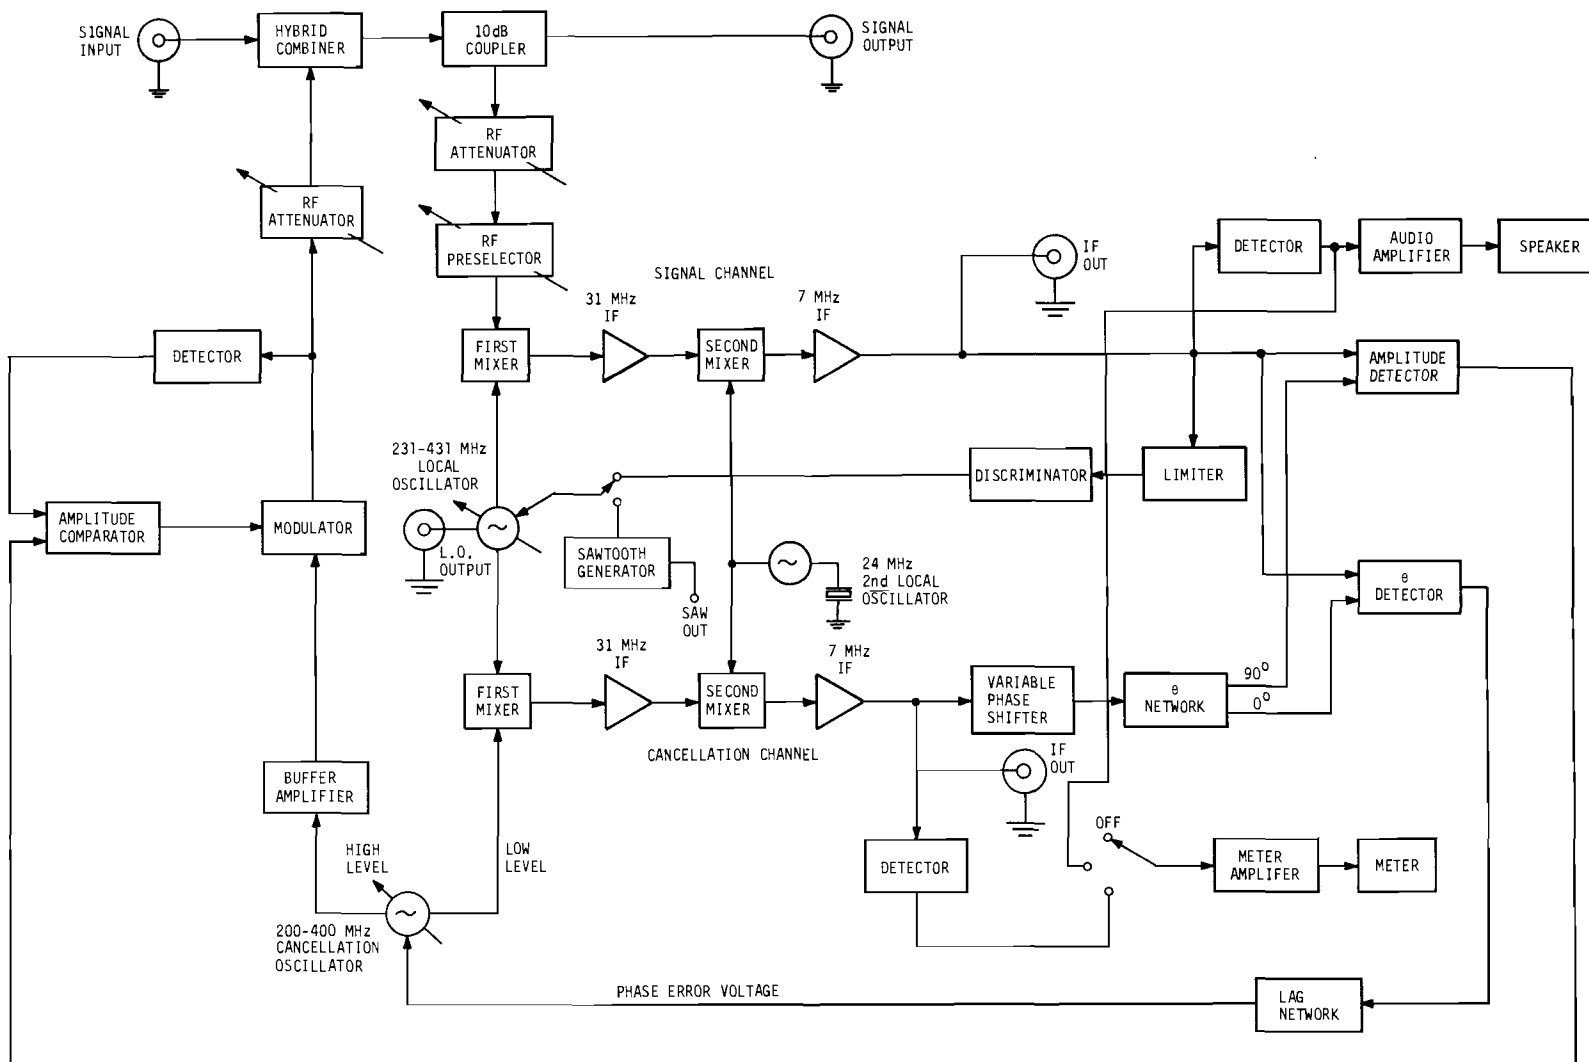 SIGNAL
INPUT
HYBRID
COMBINER
10dB
COUPLER
SIGNAL
OUTPUT
RF
ATTENUATOR
RF
ATTENUATOR
RF
PRESELECTOR
SIGNAL CHANNEL
IF
OUT
DETECTOR
AUDIO
AMPLIFIER
SPEAKER
31 MHz
IF
7 MHz
IF
DETECTOR
FIRST
MIXER
SECOND
MIXER
AMPLITUDE
DETECTOR
231-431 MHz
LOCAL
OSCILLATOR
DISCRIMINATOR
LIMITER
AMPLITUDE
COMPARATOR
MODULATOR
L.O.
OUTPUT
SAWTOOTH
GENERATOR
SAW
OUT
24 MHz
2nd LOCAL
OSCILLATOR
θ
DETECTOR
31 MHz
IF
7 MHz
IF
FIRST
MIXER
SECOND
MIXER
VARIABLE
PHASE
SHIFTER
θ
NETWORK
90°
0°
CANCELLATION CHANNEL
IF
OUT
BUFFER
AMPLIFIER
HIGH
LEVEL
LOW
LEVEL
OFF
DETECTOR
METER
AMPLIFER
METER
200-400 MHz
CANCELLATION
OSCILLATOR
PHASE ERROR VOLTAGE
LAG
NETWORK